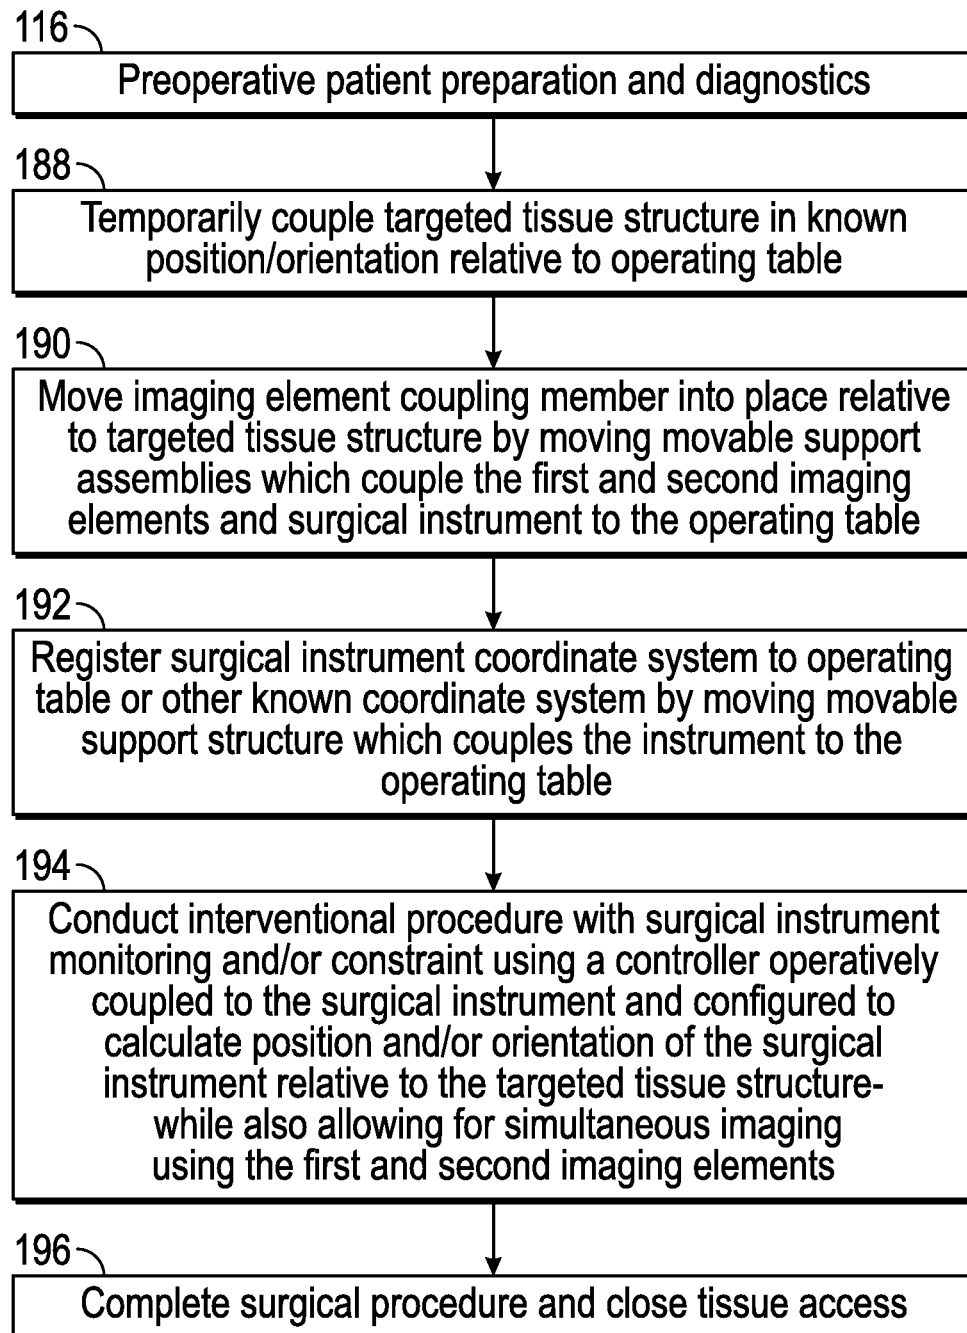 116
Preoperative patient preparation and diagnostics
188
Temporarily couple targeted tissue structure in known
position/orientation relative to operating table
190
Move imaging element coupling member into place relative
to targeted tissue structure by moving movable support
assemblies which couple the first and second imaging
elements and surgical instrument to the operating table
192
Register surgical instrument coordinate system to operating
table or other known coordinate system by moving movable
support structure which couples the instrument to the
operating table
194
Conduct interventional procedure with surgical instrument
monitoring and/or constraint using a controller operatively
coupled to the surgical instrument and configured to
calculate position and/or orientation of the surgical
instrument relative to the targeted tissue structure-
while also allowing for simultaneous imaging
using the first and second imaging elements
196
Complete surgical procedure and close tissue access